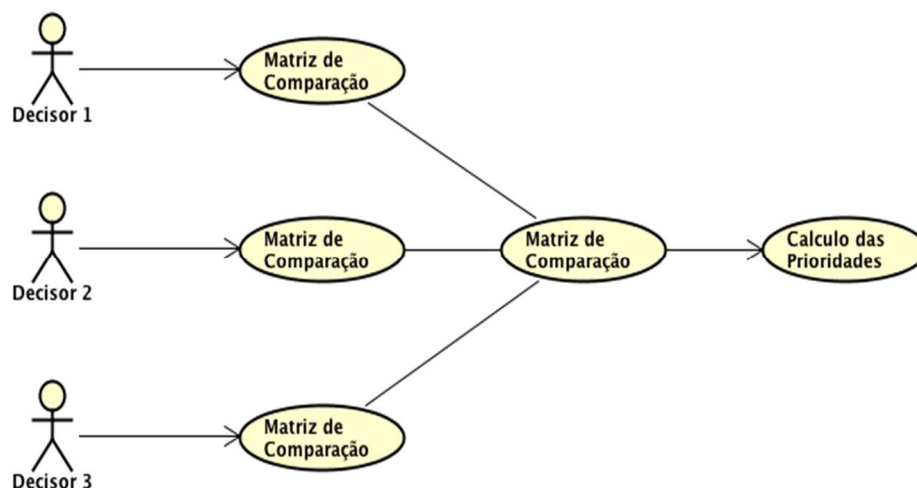 Matriz de
Comparação
Decisor 1
Matriz de
Comparação
Matriz de
Comparação
Calculo das
Prioridades
Decisor 2
Matriz de
Comparação
Decisor 3